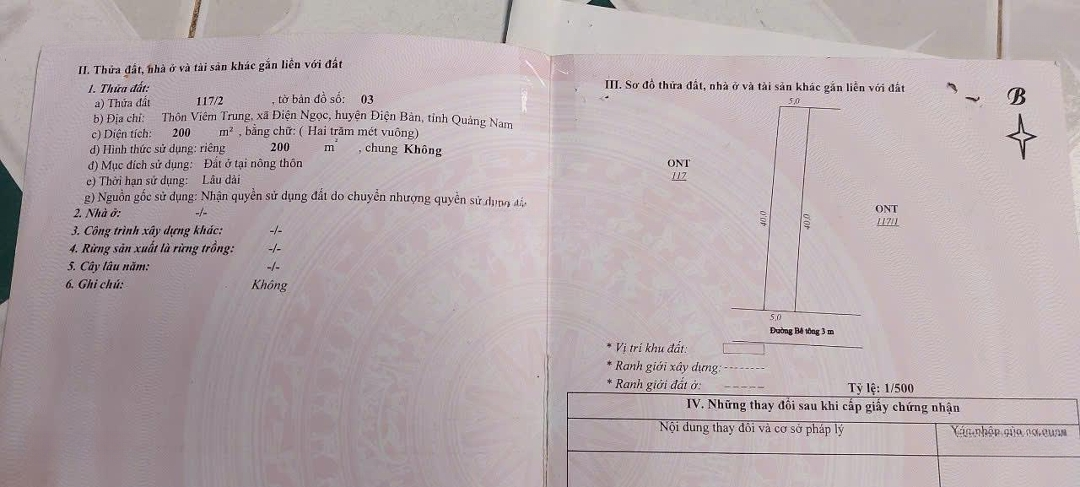 II. Thửa đất, nhà ở và tài sản khác gắn liền với đất
1. Thửa đất:
a) Thửa đất 117/2 , tờ bản đồ số: 03
b) Địa chỉ: Thôn Viêm Trung, xã Điện Ngọc, huyện Điện Bàn, tỉnh Quảng Nam
c) Diện tích: 200 m² , bằng chữ: ( Hai trăm mét vuông)
d) Hình thức sử dụng: riêng 200 m² , chung Không
đ) Mục đích sử dụng: Đất ở tại nông thôn
e) Thời hạn sử dụng: Lâu dài
g) Nguồn gốc sử dụng: Nhận quyền sử dụng đất do chuyển nhượng quyền sử dụng đất
2. Nhà ở: -/-
3. Công trình xây dựng khác: -/-
4. Rừng sản xuất là rừng trồng: -/-
5. Cây lâu năm: -/-
6. Ghi chú: Không
III. Sơ đồ thửa đất, nhà ở và tài sản khác gắn liền với đất
B
5,0
ONT
117
40,0
40,0
ONT
117/1
5,0
Đường Bê tông 3 m
* Vị trí khu đất:
* Ranh giới xây dựng: --------
* Ranh giới đất ở: -----
Tỷ lệ: 1/500
IV. Những thay đổi sau khi cấp giấy chứng nhận
Nội dung thay đổi và cơ sở pháp lý
Xác nhận của cơ quan